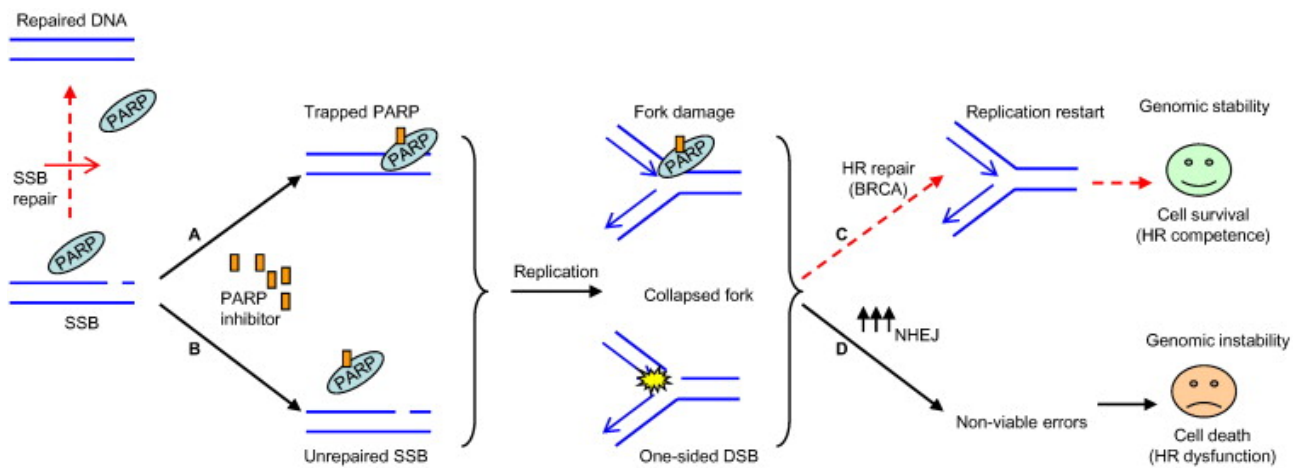 Repaired DNA
PARP
SSB
repair
PARP
SSB
A
B
PARP
inhibitor
Trapped PARP
PARP
PARP
Unrepaired SSB
Replication
Fork damage
PARP
Collapsed fork
One-sided DSB
HR repair
(BRCA)
C
D
NHEJ
Replication restart
Non-viable errors
Genomic stability
Cell survival
(HR competence)
Genomic instability
Cell death
(HR dysfunction)